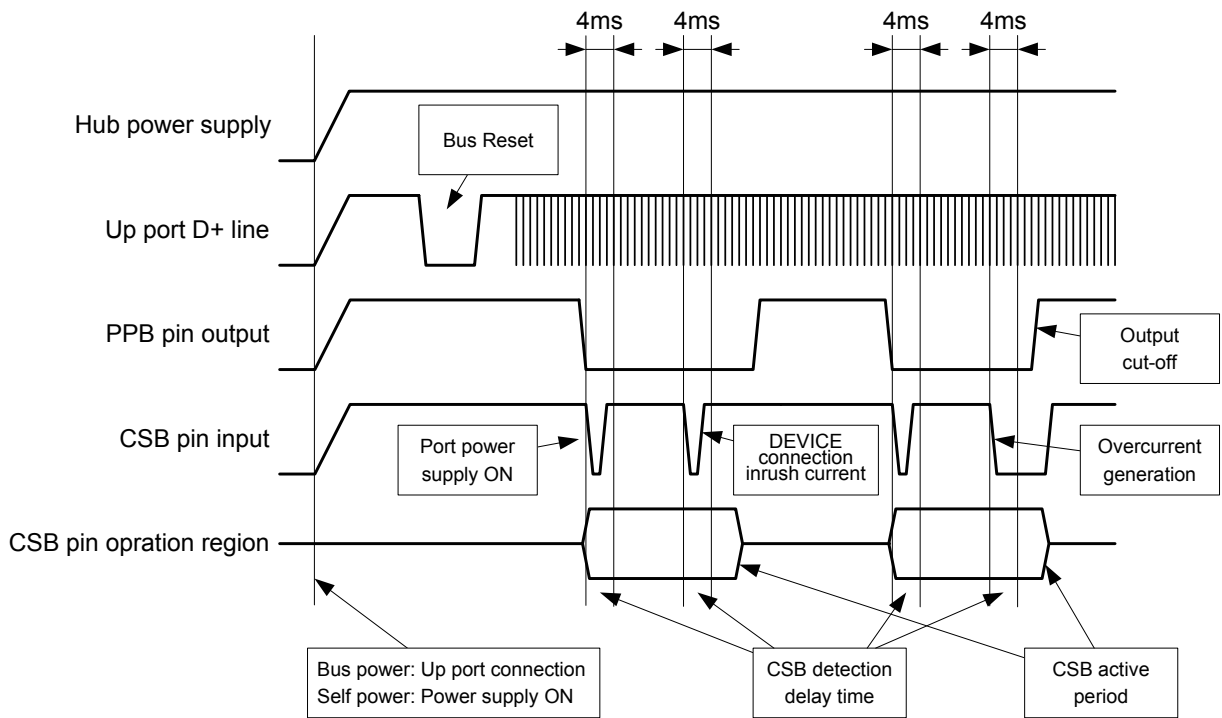 4ms
4ms
4ms
4ms
Hub power supply
Bus Reset
Up port D+ line
PPB pin output
Output
cut-off
CSB pin input
Port power
supply ON
DEVICE
connection
inrush current
Overcurrent
generation
CSB pin opration region
Bus power: Up port connection
Self power: Power supply ON
CSB detection
delay time
CSB active
period